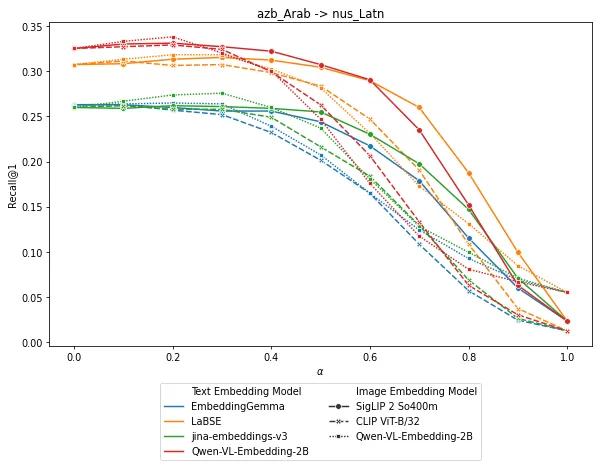 azb_Arab -> nus_Latn
Recall@1
0.35
0.30
0.25
0.20
0.15
0.10
0.05
0.00
0.0 0.2 0.4 0.6 0.8 1.0
α
Text Embedding Model Image Embedding Model
EmbeddingGemma SigLIP 2 So400m
LaBSE CLIP ViT-B/32
jina-embeddings-v3 Qwen-VL-Embedding-2B
Qwen-VL-Embedding-2B